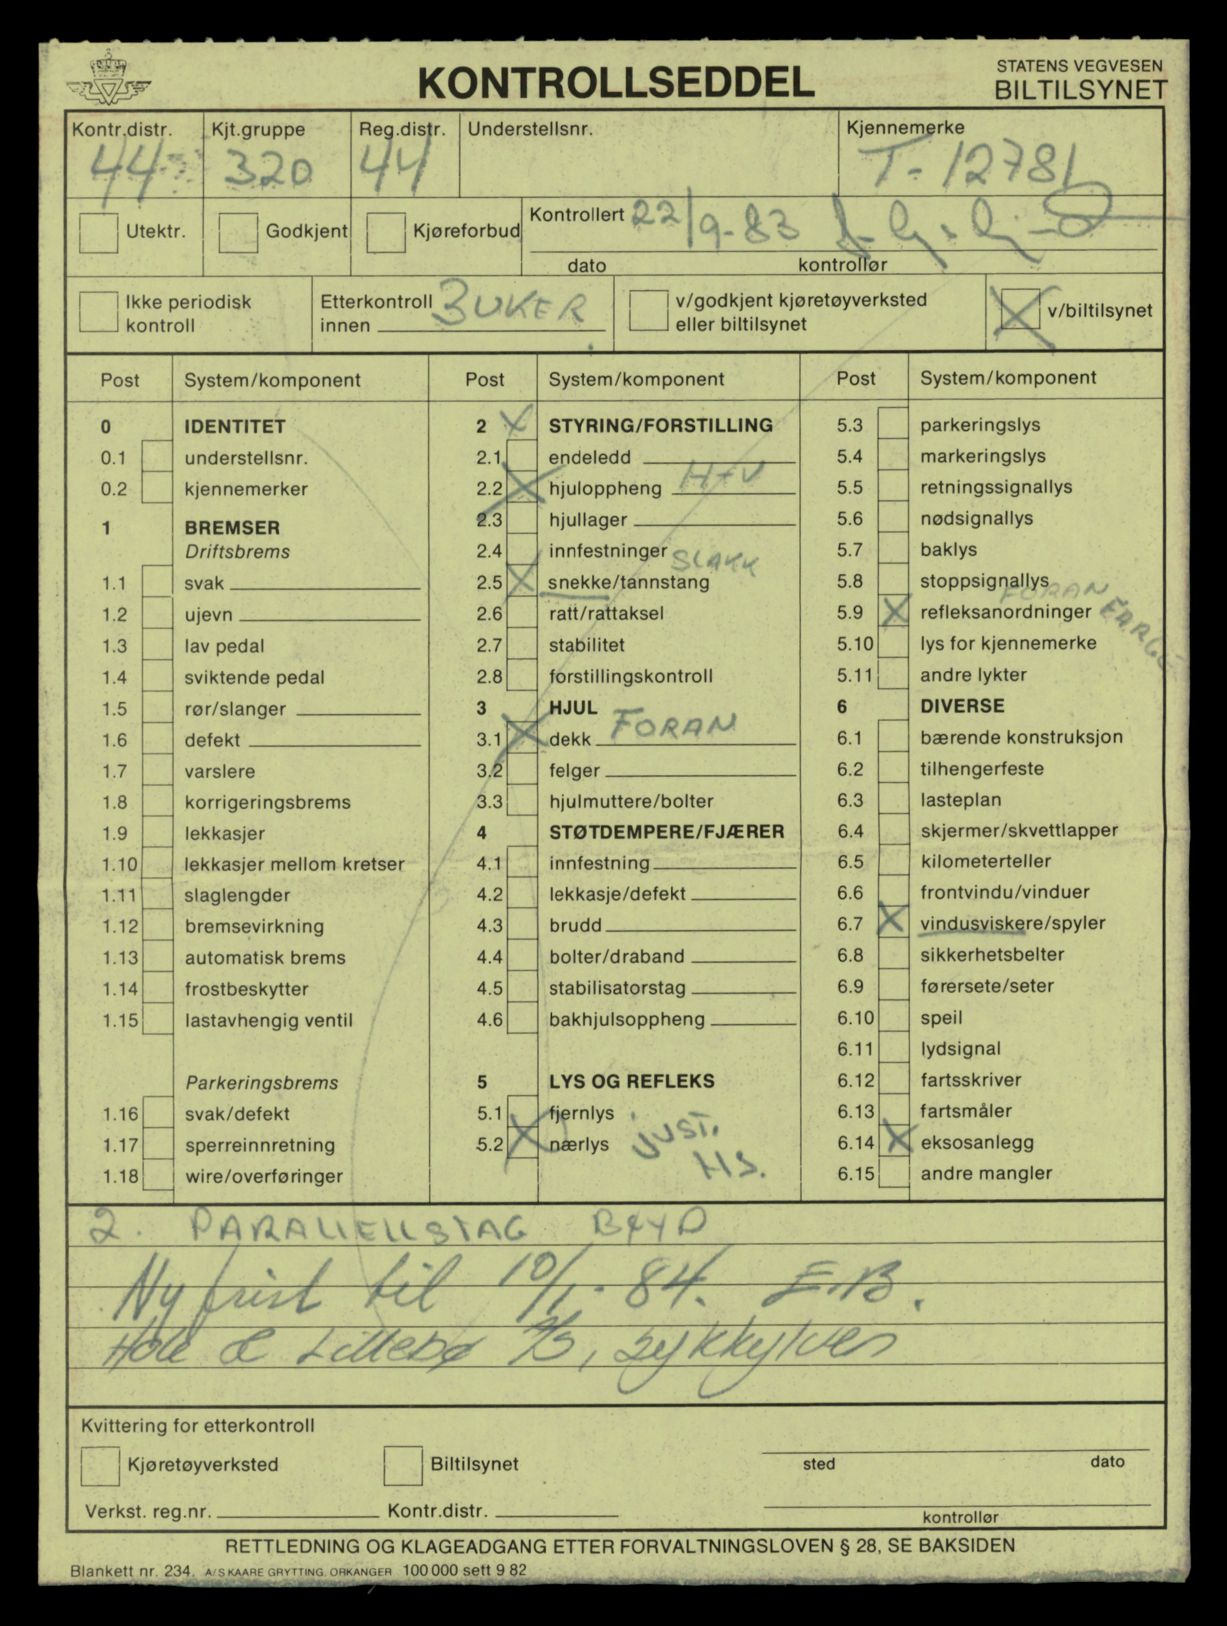 KONTROLLSEDDEL
STATENS VEGVESEN
BILTILSYNET
Kontr.distr. Kjt.gruppe Reg.distr. Understellsnr. Kjennemerke
44 320 44 T-12781
Utektr. Godkjent Kjøreforbud Kontrollert 22/9-83
dato kontrollør
Ikke periodisk kontroll Etterkontroll innen 3 UKER v/godkjent kjøretøyverksted eller biltilsynet X v/biltilsynet
Post System/komponent Post System/komponent Post System/komponent
0 IDENTITET
0.1 understellsnr.
0.2 kjennemerker
1 BREMSER
Driftsbrems
1.1 svak
1.2 ujevn
1.3 lav pedal
1.4 sviktende pedal
1.5 rør/slanger
1.6 defekt
1.7 varslere
1.8 korrigeringsbrems
1.9 lekkasjer
1.10 lekkasjer mellom kretser
1.11 slaglengder
1.12 bremsevirkning
1.13 automatisk brems
1.14 frostbeskytter
1.15 lastavhengig ventil
Parkeringsbrems
1.16 svak/defekt
1.17 sperreinnretning
1.18 wire/overføringer
2 X STYRING/FORSTILLING
2.1 endeledd
2.2 X hjuloppheng H+V
2.3 hjullager
2.4 innfestninger
2.5 X snekke/tannstang SLAKK
2.6 ratt/rattaksel
2.7 stabilitet
2.8 forstillingskontroll
3 HJUL
3.1 X dekk FORAN
3.2 felger
3.3 hjulmuttere/bolter
4 STØTDEMPERE/FJÆRER
4.1 innfestning
4.2 lekkasje/defekt
4.3 brudd
4.4 bolter/draband
4.5 stabilisatorstag
4.6 bakhjulsoppheng
5 LYS OG REFLEKS
5.1 fjernlys
5.2 X nærlys JUST.
HS.
5.3 parkeringslys
5.4 markeringslys
5.5 retningssignallys
5.6 nødsignallys
5.7 baklys
5.8 stoppsignallys
5.9 X refleksanordninger FORAN FARGE
5.10 lys for kjennemerke
5.11 andre lykter
6 DIVERSE
6.1 bærende konstruksjon
6.2 tilhengerfeste
6.3 lasteplan
6.4 skjermer/skvettlapper
6.5 kilometerteller
6.6 frontvindu/vinduer
6.7 X vindusviskere/spyler
6.8 sikkerhetsbelter
6.9 førersete/seter
6.10 speil
6.11 lydsignal
6.12 fartsskriver
6.13 fartsmåler
6.14 X eksosanlegg
6.15 andre mangler
2. PARALLELLSTAG BØYD
Ny frist til 10/1-84. E.B.
Hole & Lillebø A/S, Sykkylven
Kvittering for etterkontroll
Kjøretøyverksted Biltilsynet sted dato
Verkst. reg.nr. Kontr.distr. kontrollør
RETTLEDNING OG KLAGEADGANG ETTER FORVALTNINGSLOVEN § 28, SE BAKSIDEN
Blankett nr. 234. A/S KAARE GRYTTING. ORKANGER 100 000 sett 9 82